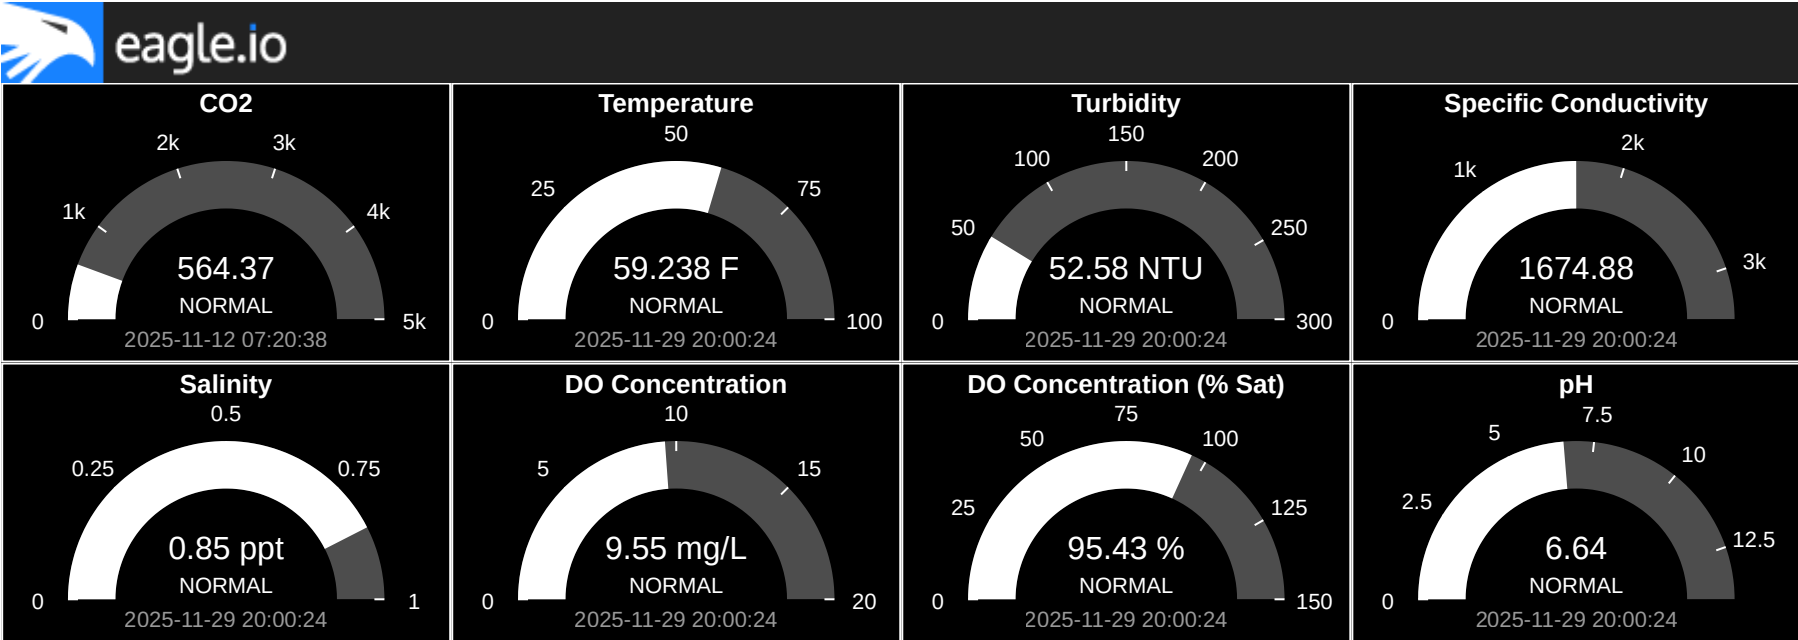 eagle.io
CO2
0
1k
2k
3k
4k
5k
564.37
NORMAL
2025-11-12 07:20:38
Temperature
0
25
50
75
100
59.238 F
NORMAL
2025-11-29 20:00:24
Turbidity
0
50
100
150
200
250
300
52.58 NTU
NORMAL
2025-11-29 20:00:24
Specific Conductivity
0
1k
2k
3k
1674.88
NORMAL
2025-11-29 20:00:24
Salinity
0
0.25
0.5
0.75
1
0.85 ppt
NORMAL
2025-11-29 20:00:24
DO Concentration
0
5
10
15
20
9.55 mg/L
NORMAL
2025-11-29 20:00:24
DO Concentration (% Sat)
0
25
50
75
100
125
150
95.43 %
NORMAL
2025-11-29 20:00:24
pH
0
2.5
5
7.5
10
12.5
6.64
NORMAL
2025-11-29 20:00:24